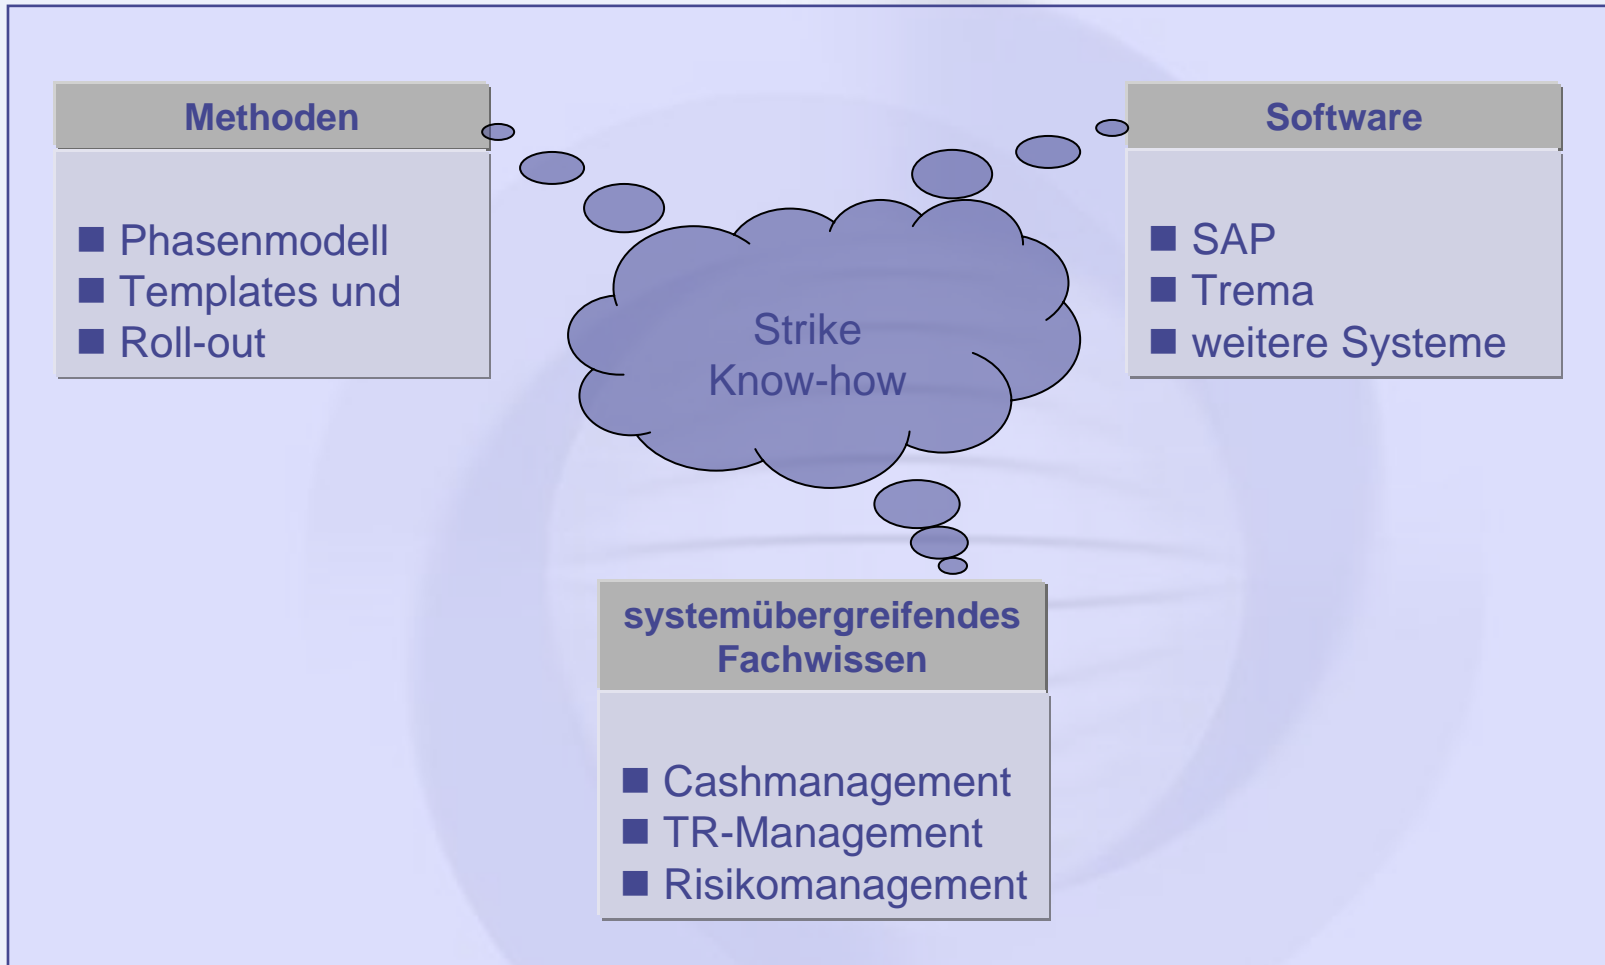 Methoden
Phasenmodell
Templates und
Roll-out
Software
SAP
Trema
weitere Systeme
Strike
Know-how
systemübergreifendes
Fachwissen
Cashmanagement
TR-Management
Risikomanagement